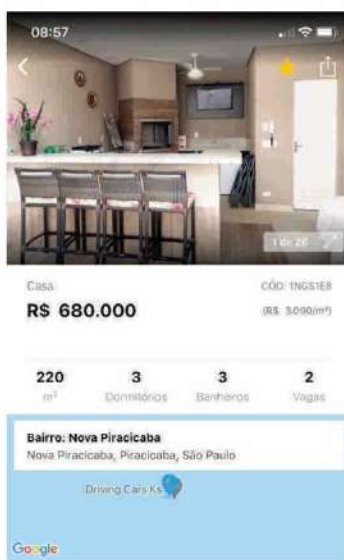 08:57
1 de 26
Casa
CÓD: 1NGS1E8
R$ 680.000
(R$ 3.090/m²)
220
3
3
2
m²
Dormitórios
Banheiros
Vagas
Bairro: Nova Piracicaba
Nova Piracicaba, Piracicaba, São Paulo
Driving Cars Ks
Google